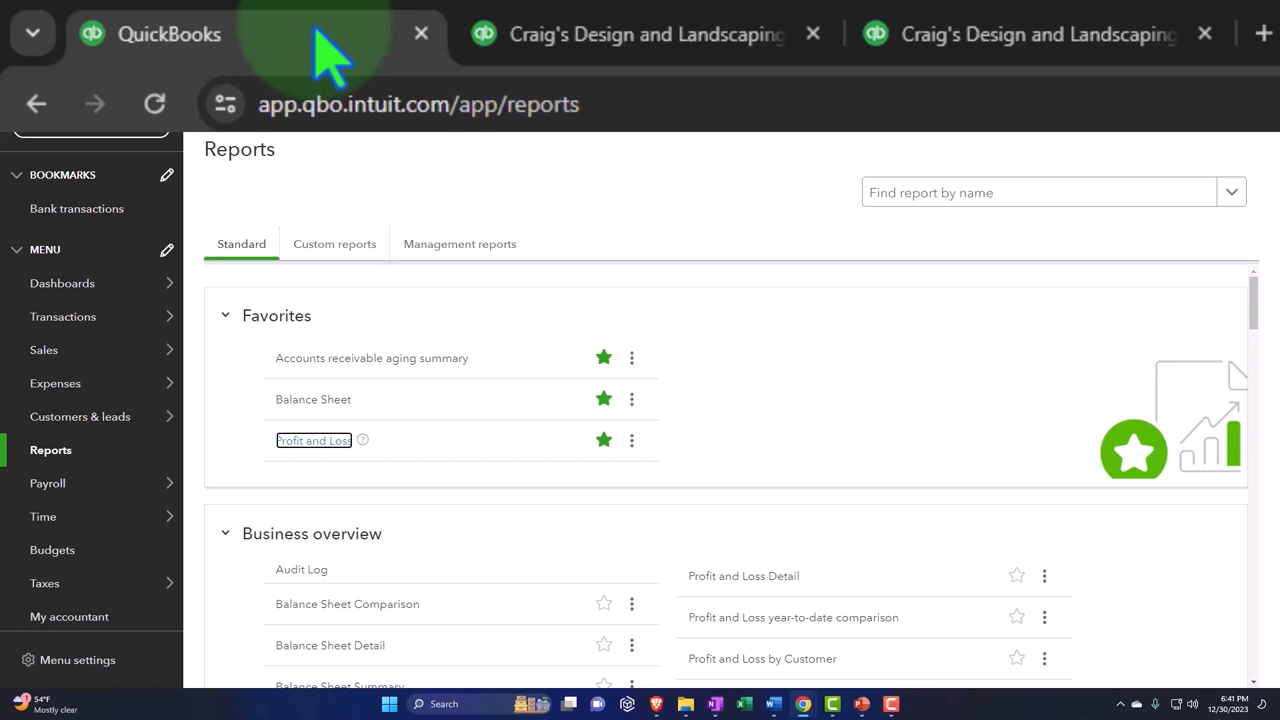 QuickBooks
Craig's Design and Landscaping
Craig's Design and Landscaping
app.qbo.intuit.com/app/reports
BOOKMARKS
Bank transactions
MENU
Dashboards
Transactions
Sales
Expenses
Customers & leads
Reports
Payroll
Time
Budgets
Taxes
My accountant
Menu settings
Reports
Find report by name
Standard
Custom reports
Management reports
Favorites
Accounts receivable aging summary
Balance Sheet
Profit and Loss
Business overview
Audit Log
Balance Sheet Comparison
Balance Sheet Detail
Balance Sheet Summary
Profit and Loss Detail
Profit and Loss year-to-date comparison
Profit and Loss by Customer
1
54°F
Mostly clear
Search
6:41 PM
12/30/2023